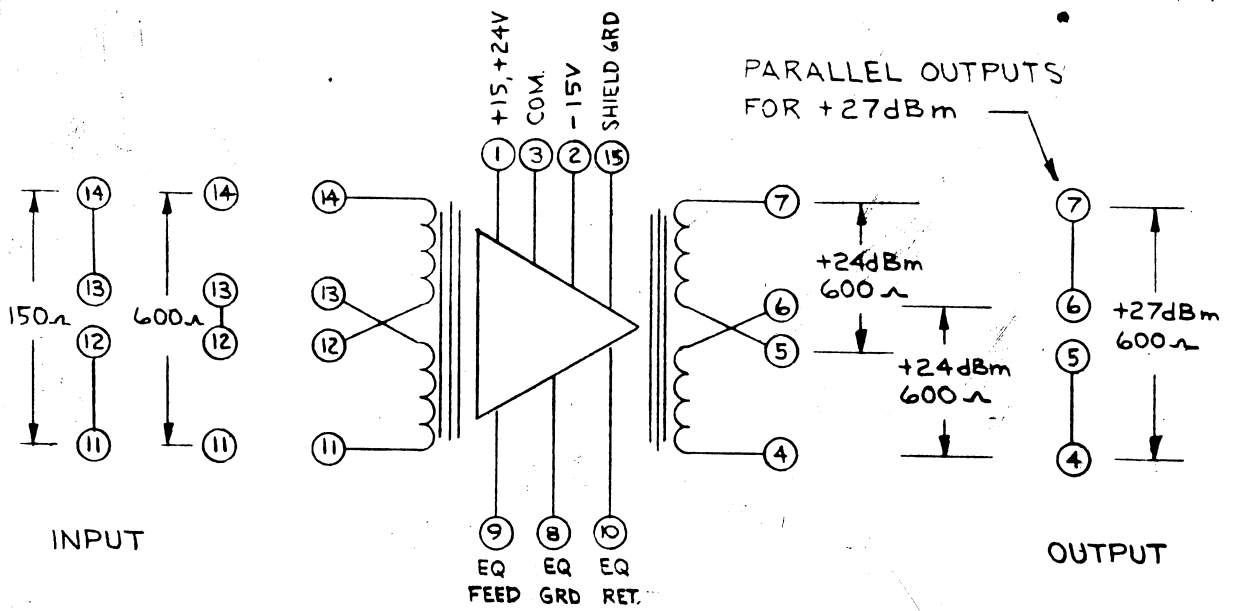 +15, +24V
COM.
-15V
SHIELD GRD
PARALLEL OUTPUTS
FOR +27dBm
1
3
2
15
14
14
14
7
7
13
13
13
6
6
150Ω
600Ω
12
12
12
5
5
+24dBm
600Ω
+24dBm
600Ω
+27dBm
600Ω
11
11
11
4
4
9
8
10
EQ
FEED
EQ
GRD
EQ
RET.
INPUT
OUTPUT